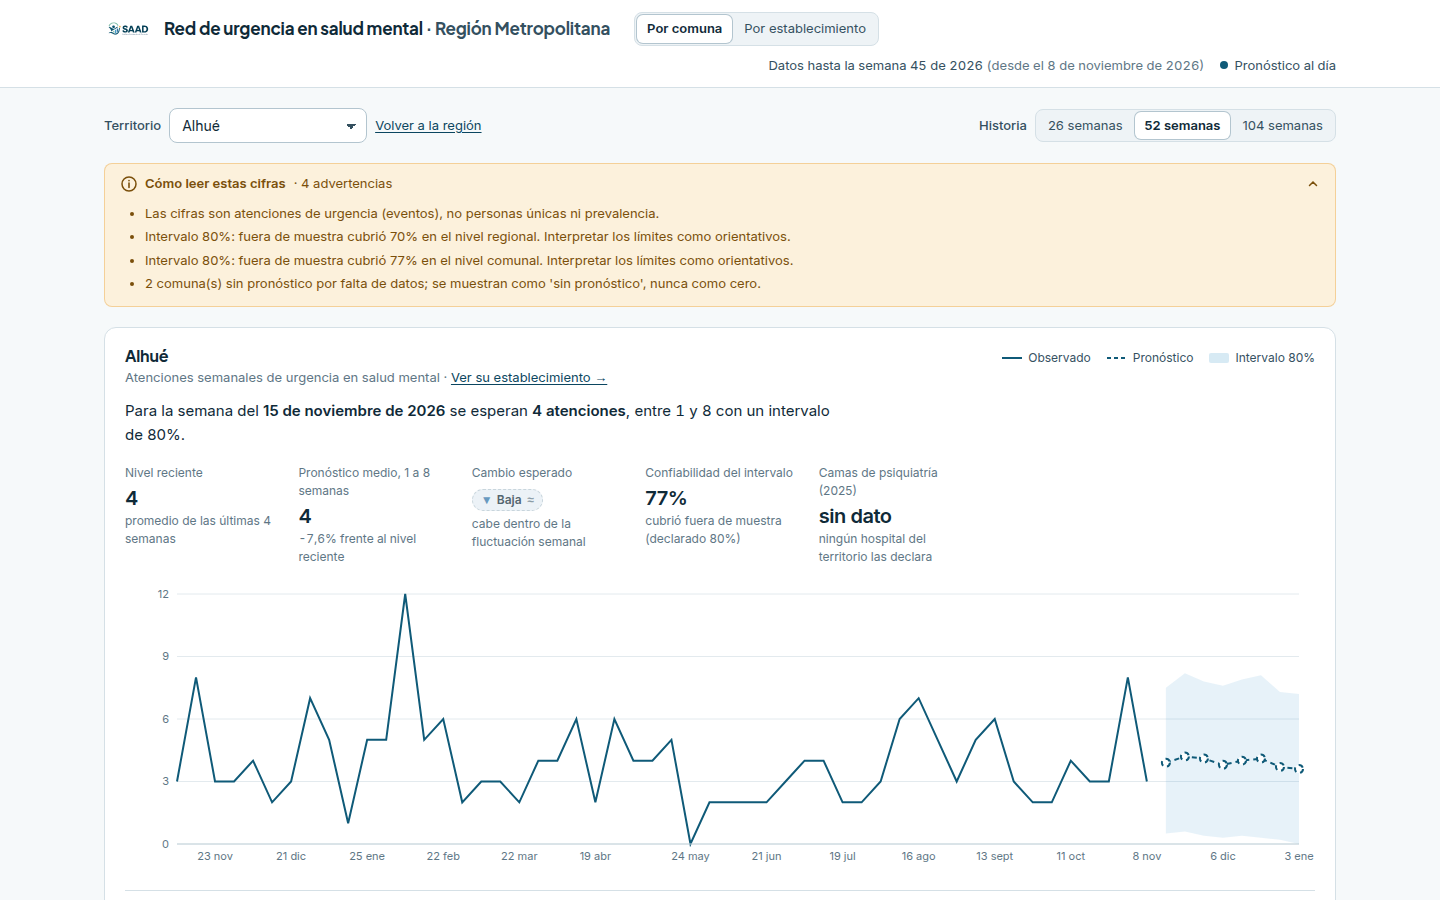 SAAD
Red de urgencia en salud mental · Región Metropolitana
Por comuna
Por establecimiento
Datos hasta la semana 45 de 2026 (desde el 8 de noviembre de 2026)
Pronóstico al día
Territorio
Alhué
Volver a la región
Historia
26 semanas
52 semanas
104 semanas
Cómo leer estas cifras · 4 advertencias
• Las cifras son atenciones de urgencia (eventos), no personas únicas ni prevalencia.
• Intervalo 80%: fuera de muestra cubrió 70% en el nivel regional. Interpretar los límites como orientativos.
• Intervalo 80%: fuera de muestra cubrió 77% en el nivel comunal. Interpretar los límites como orientativos.
• 2 comuna(s) sin pronóstico por falta de datos; se muestran como 'sin pronóstico', nunca como cero.
Alhué
Atenciones semanales de urgencia en salud mental · Ver su establecimiento →
Observado
Pronóstico
Intervalo 80%
Para la semana del 15 de noviembre de 2026 se esperan 4 atenciones, entre 1 y 8 con un intervalo
de 80%.
Nivel reciente
4
promedio de las últimas 4
semanas
Pronóstico medio, 1 a 8
semanas
4
-7,6% frente al nivel
reciente
Cambio esperado
▼ Baja ≈
cabe dentro de la
fluctuación semanal
Confiabilidad del intervalo
77%
cubrió fuera de muestra
(declarado 80%)
Camas de psiquiatría
(2025)
sin dato
ningún hospital del
territorio las declara
12
9
6
3
0
23 nov
21 dic
25 ene
22 feb
22 mar
19 abr
24 may
21 jun
19 jul
16 ago
13 sept
11 oct
8 nov
6 dic
3 ene